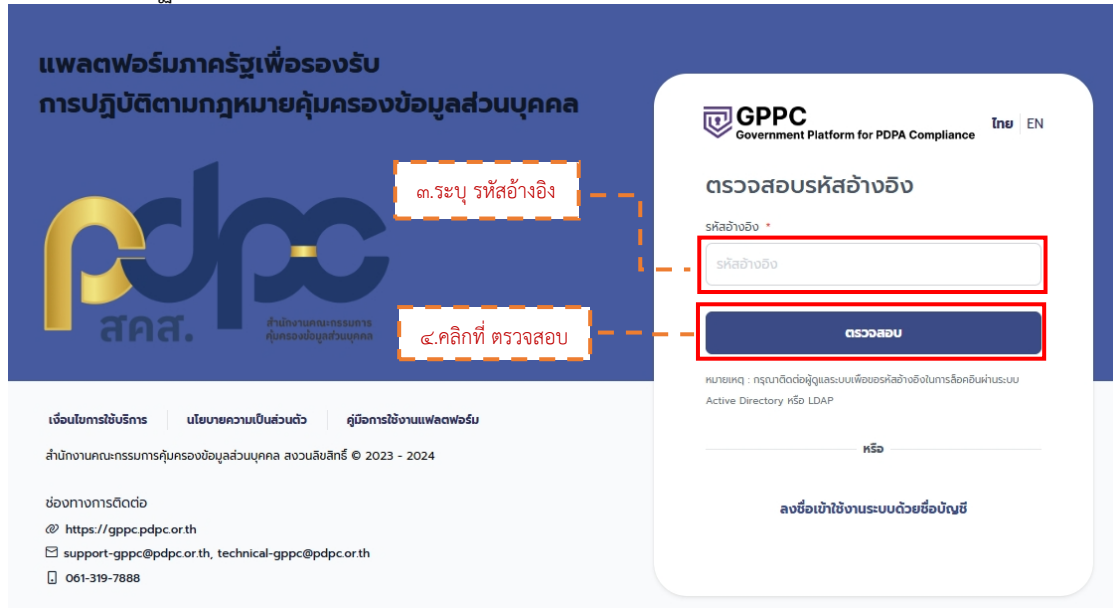 แพลตฟอร์มภาครัฐเพื่อรองรับ
การปฏิบัติตามกฎหมายคุ้มครองข้อมูลส่วนบุคคล
pdpc
สคส.
สำนักงานคณะกรรมการ
คุ้มครองข้อมูลส่วนบุคคล
๓.ระบุ รหัสอ้างอิง
๔.คลิกที่ ตรวจสอบ
GPPC
Government Platform for PDPA Compliance
ไทย EN
ตรวจสอบรหัสอ้างอิง
รหัสอ้างอิง *
รหัสอ้างอิง
ตรวจสอบ
หมายเหตุ : กรุณาติดต่อผู้ดูแลระบบเพื่อขอรหัสอ้างอิงในการล็อคอินผ่านระบบ
Active Directory หรือ LDAP
หรือ
ลงชื่อเข้าใช้งานระบบด้วยชื่อบัญชี
เงื่อนไขการใช้บริการ นโยบายความเป็นส่วนตัว คู่มือการใช้งานแพลตฟอร์ม
สำนักงานคณะกรรมการคุ้มครองข้อมูลส่วนบุคคล สงวนลิขสิทธิ์ © 2023 - 2024
ช่องทางการติดต่อ
https://gppc.pdpc.or.th
support-gppc@pdpc.or.th, technical-gppc@pdpc.or.th
061-319-7888